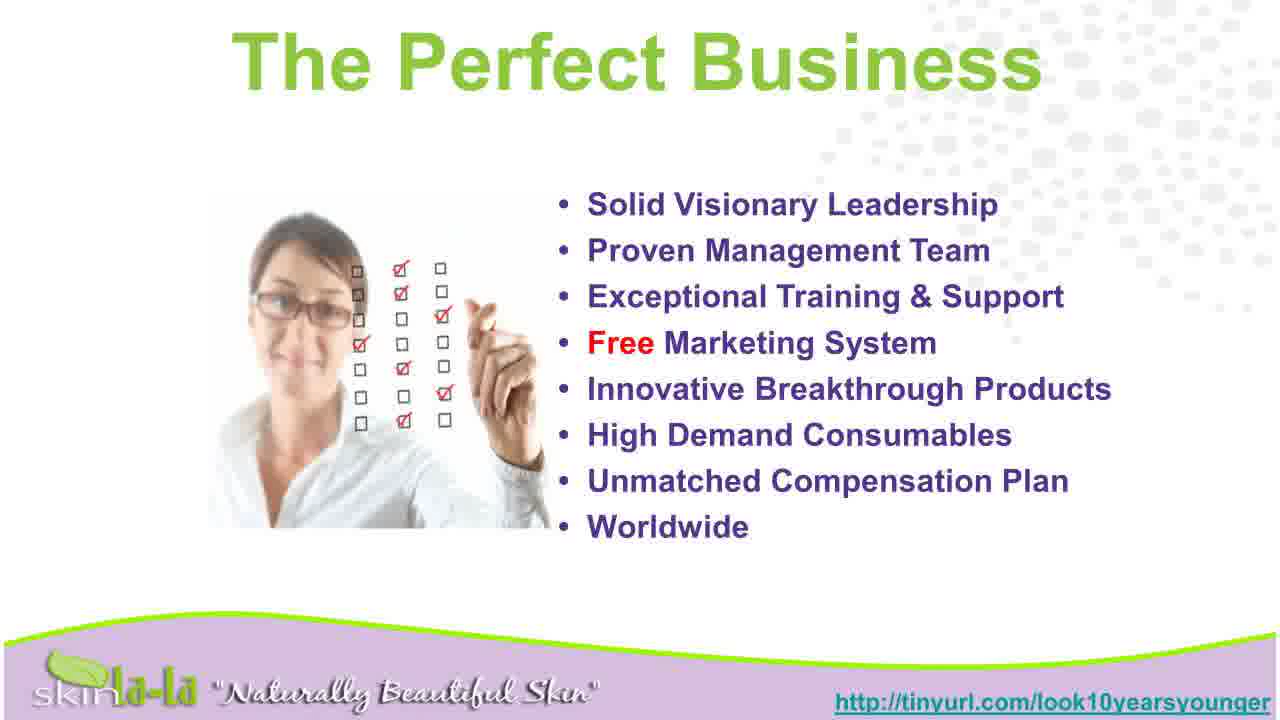 The Perfect Business
• Solid Visionary Leadership
• Proven Management Team
• Exceptional Training & Support
• Free Marketing System
• Innovative Breakthrough Products
• High Demand Consumables
• Unmatched Compensation Plan
• Worldwide
skin la-la "Naturally Beautiful Skin"
http://tinyurl.com/look10yearsyounger